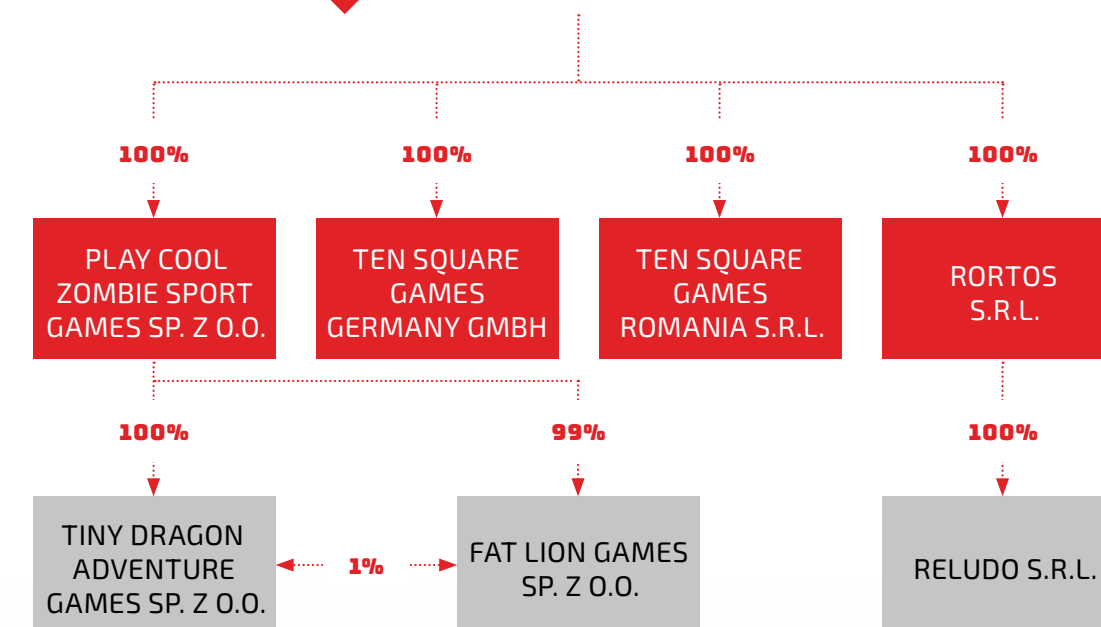 100%
100%
100%
100%
PLAY COOL
ZOMBIE SPORT
GAMES SP. Z O.O.
TEN SQUARE
GAMES
GERMANY GMBH
TEN SQUARE
GAMES
ROMANIA S.R.L.
RORTOS
S.R.L.
100%
99%
100%
TINY DRAGON
ADVENTURE
GAMES SP. Z O.O.
1%
FAT LION GAMES
SP. Z O.O.
RELUDO S.R.L.